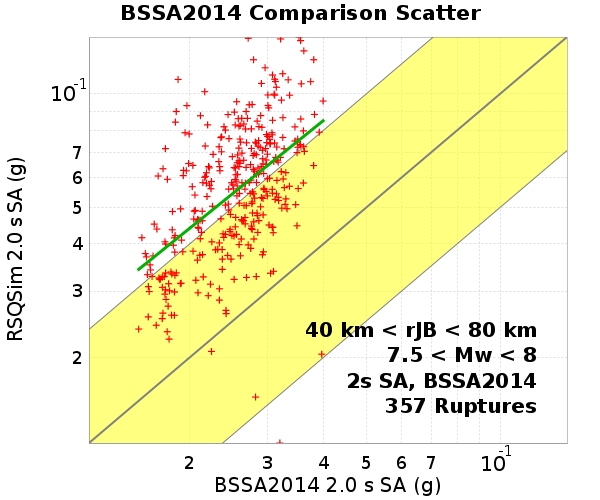 BSSA2014 Comparison Scatter
RSQSim 2.0 s SA (g)
10-1
7
6
5
4
3
2
40 km < rJB < 80 km
7.5 < Mw < 8
2s SA, BSSA2014
357 Ruptures
2 3 4 5 6 7 10-1
BSSA2014 2.0 s SA (g)